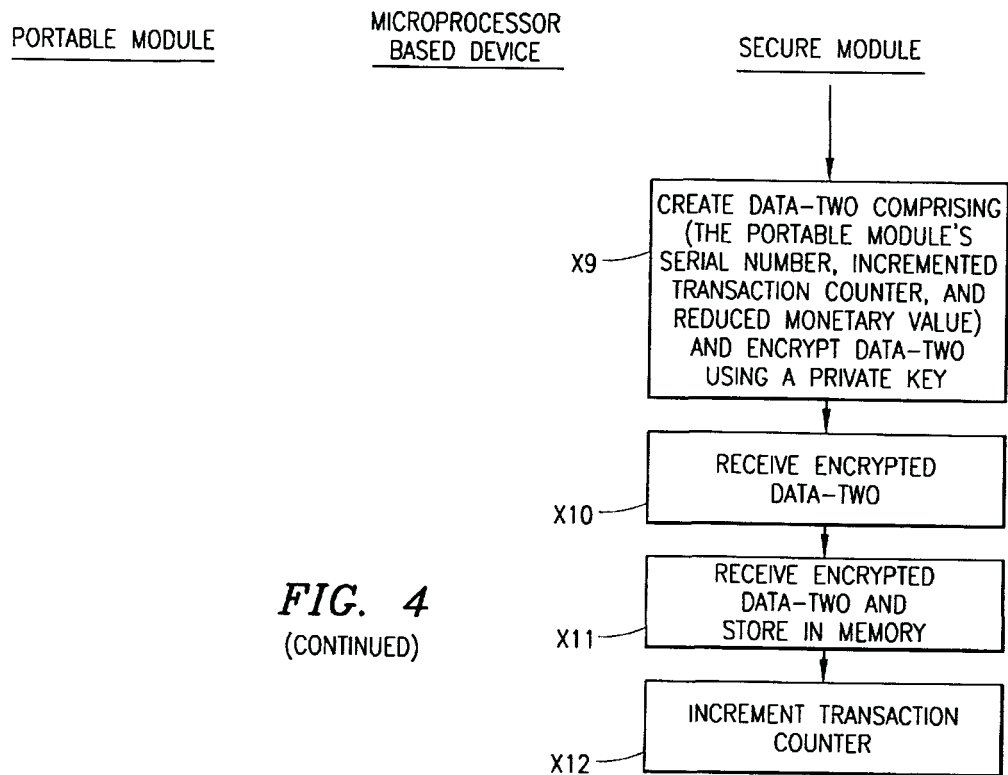 PORTABLE MODULE
MICROPROCESSOR
BASED DEVICE
SECURE MODULE
X9
CREATE DATA-TWO COMPRISING
(THE PORTABLE MODULE'S
SERIAL NUMBER, INCREMENTED
TRANSACTION COUNTER, AND
REDUCED MONETARY VALUE)
AND ENCRYPT DATA-TWO
USING A PRIVATE KEY
X10
RECEIVE ENCRYPTED
DATA-TWO
X11
RECEIVE ENCRYPTED
DATA-TWO AND
STORE IN MEMORY
X12
INCREMENT TRANSACTION
COUNTER
FIG. 4
(CONTINUED)